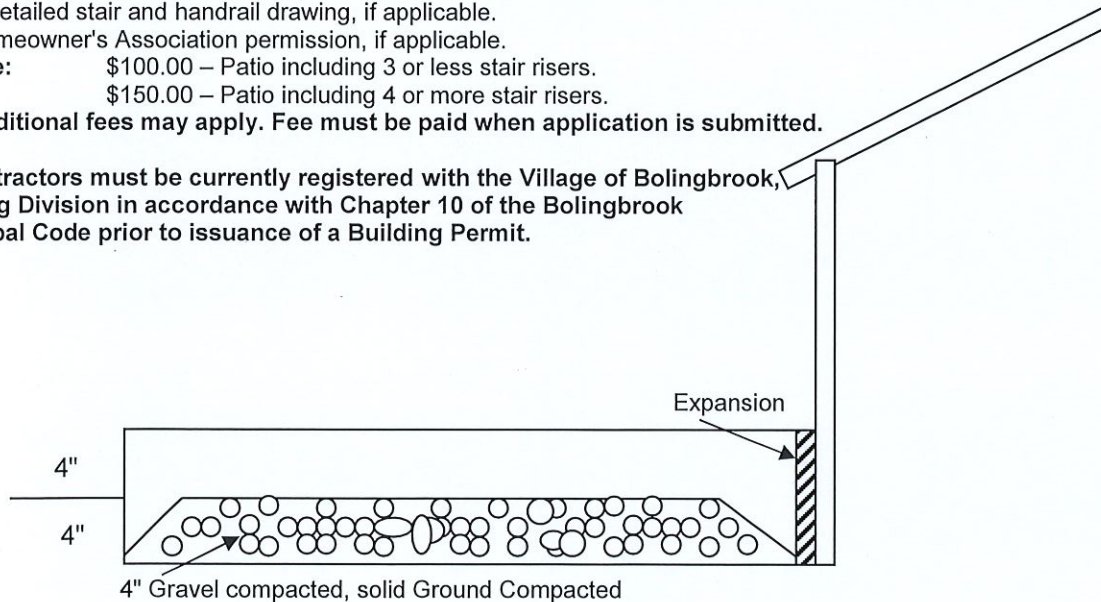 etailed stair and handrail drawing, if applicable.
meowner's Association permission, if applicable.
e: $100.00 – Patio including 3 or less stair risers.
$150.00 – Patio including 4 or more stair risers.
ditional fees may apply. Fee must be paid when application is submitted.
tractors must be currently registered with the Village of Bolingbrook,
g Division in accordance with Chapter 10 of the Bolingbrook
pal Code prior to issuance of a Building Permit.
Expansion
4"
4"
4" Gravel compacted, solid Ground Compacted